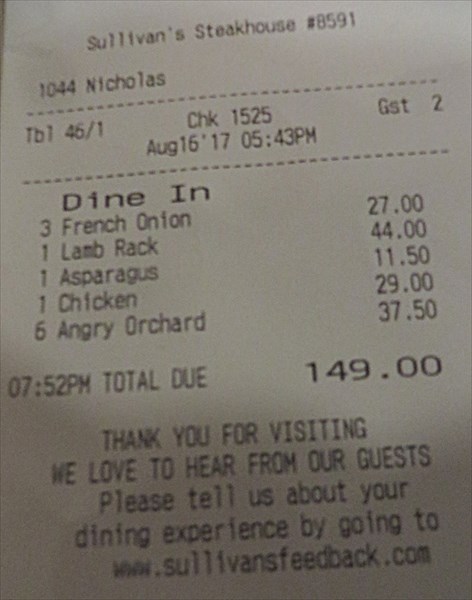 Sullivan's Steakhouse #8591
1044 Nicholas
Tbl 46/1 Chk 1525 Gst 2
Aug16'17 05:43PM
Dine In
3 French Onion 27.00
1 Lamb Rack 44.00
1 Asparagus 11.50
1 Chicken 29.00
6 Angry Orchard 37.50
07:52PM TOTAL DUE 149.00
THANK YOU FOR VISITING
WE LOVE TO HEAR FROM OUR GUESTS
Please tell us about your
dining experience by going to
www.sullivansfeedback.com